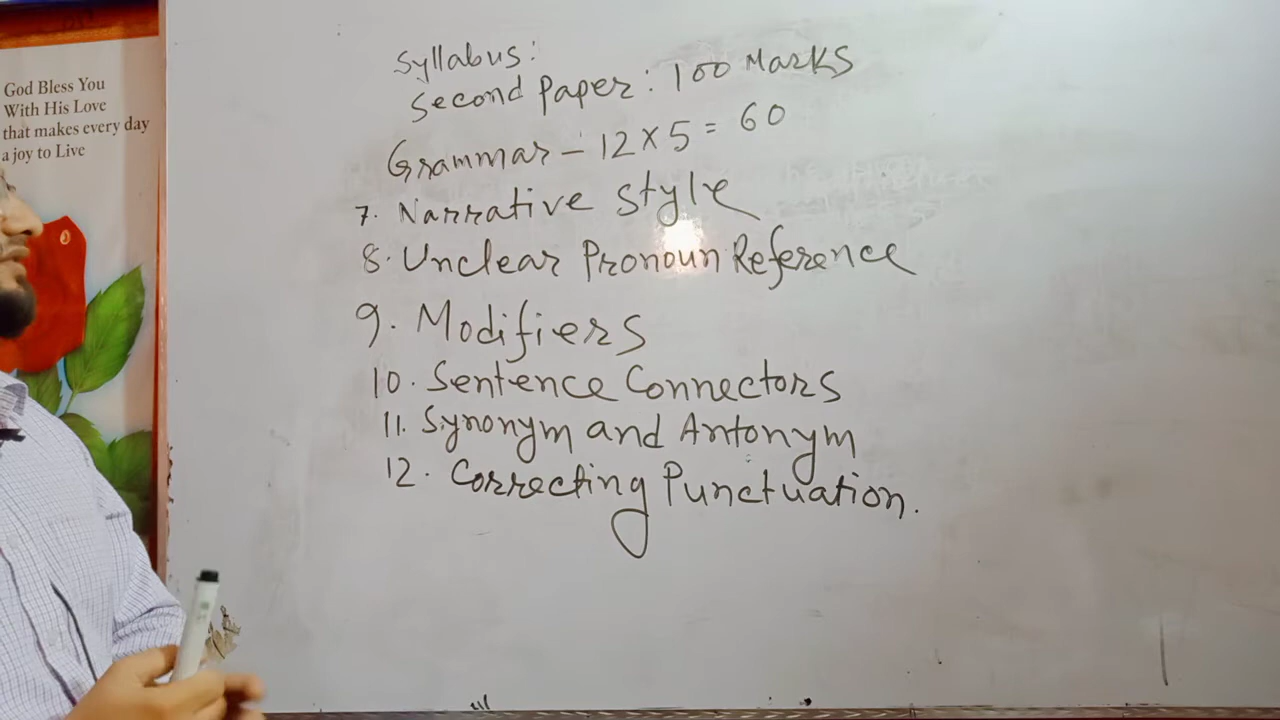 God Bless You
With His Love
that makes every day
a joy to Live
Syllabus:
Second Paper: 100 Marks
Grammar - 12 x 5 = 60
7. Narrative Style
8. Unclear Pronoun Reference
9. Modifiers
10. Sentence Connectors
11. Synonym and Antonym
12. Correcting Punctuation.